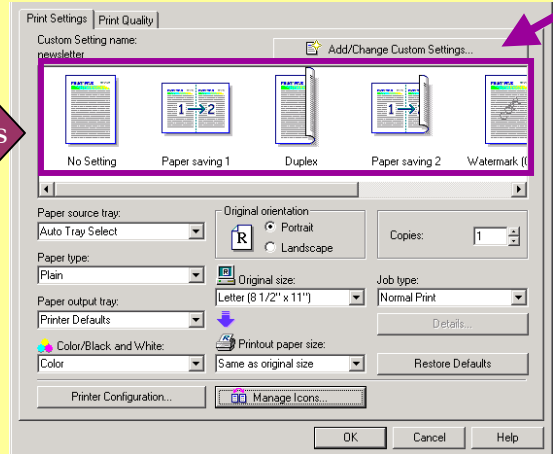 Print Settings Print Quality
Custom Setting name:
newsletter
Add/Change Custom Settings...
s
1 2
1
No Setting Paper saving 1 Duplex Paper saving 2 Watermark (
Paper source tray:
Auto Tray Select
Original orientation
R
Portrait
Landscape
Copies:
1
Paper type:
Plain
Original size:
Letter (8 1/2" x 11")
Job type:
Normal Print
Paper output tray:
Printer Defaults
Details...
Color/Black and White:
Color
Printout paper size:
Same as original size
Restore Defaults
Printer Configuration...
Manage Icons...
OK Cancel Help